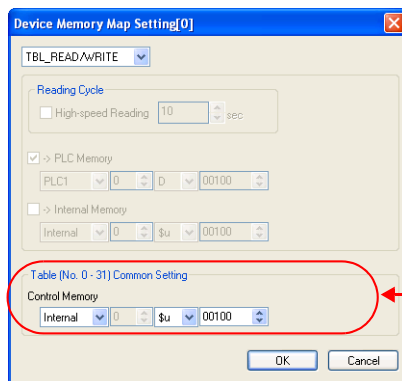 Device Memory Map Setting[0]
TBL_READ/WRITE
Reading Cycle
High-speed Reading 10 sec
-> PLC Memory
PLC1 0 D 00100
-> Internal Memory
Internal 0 $u 00100
Table (No. 0 - 31) Common Setting
Control Memory
Internal 0 $u 00100
OK Cancel